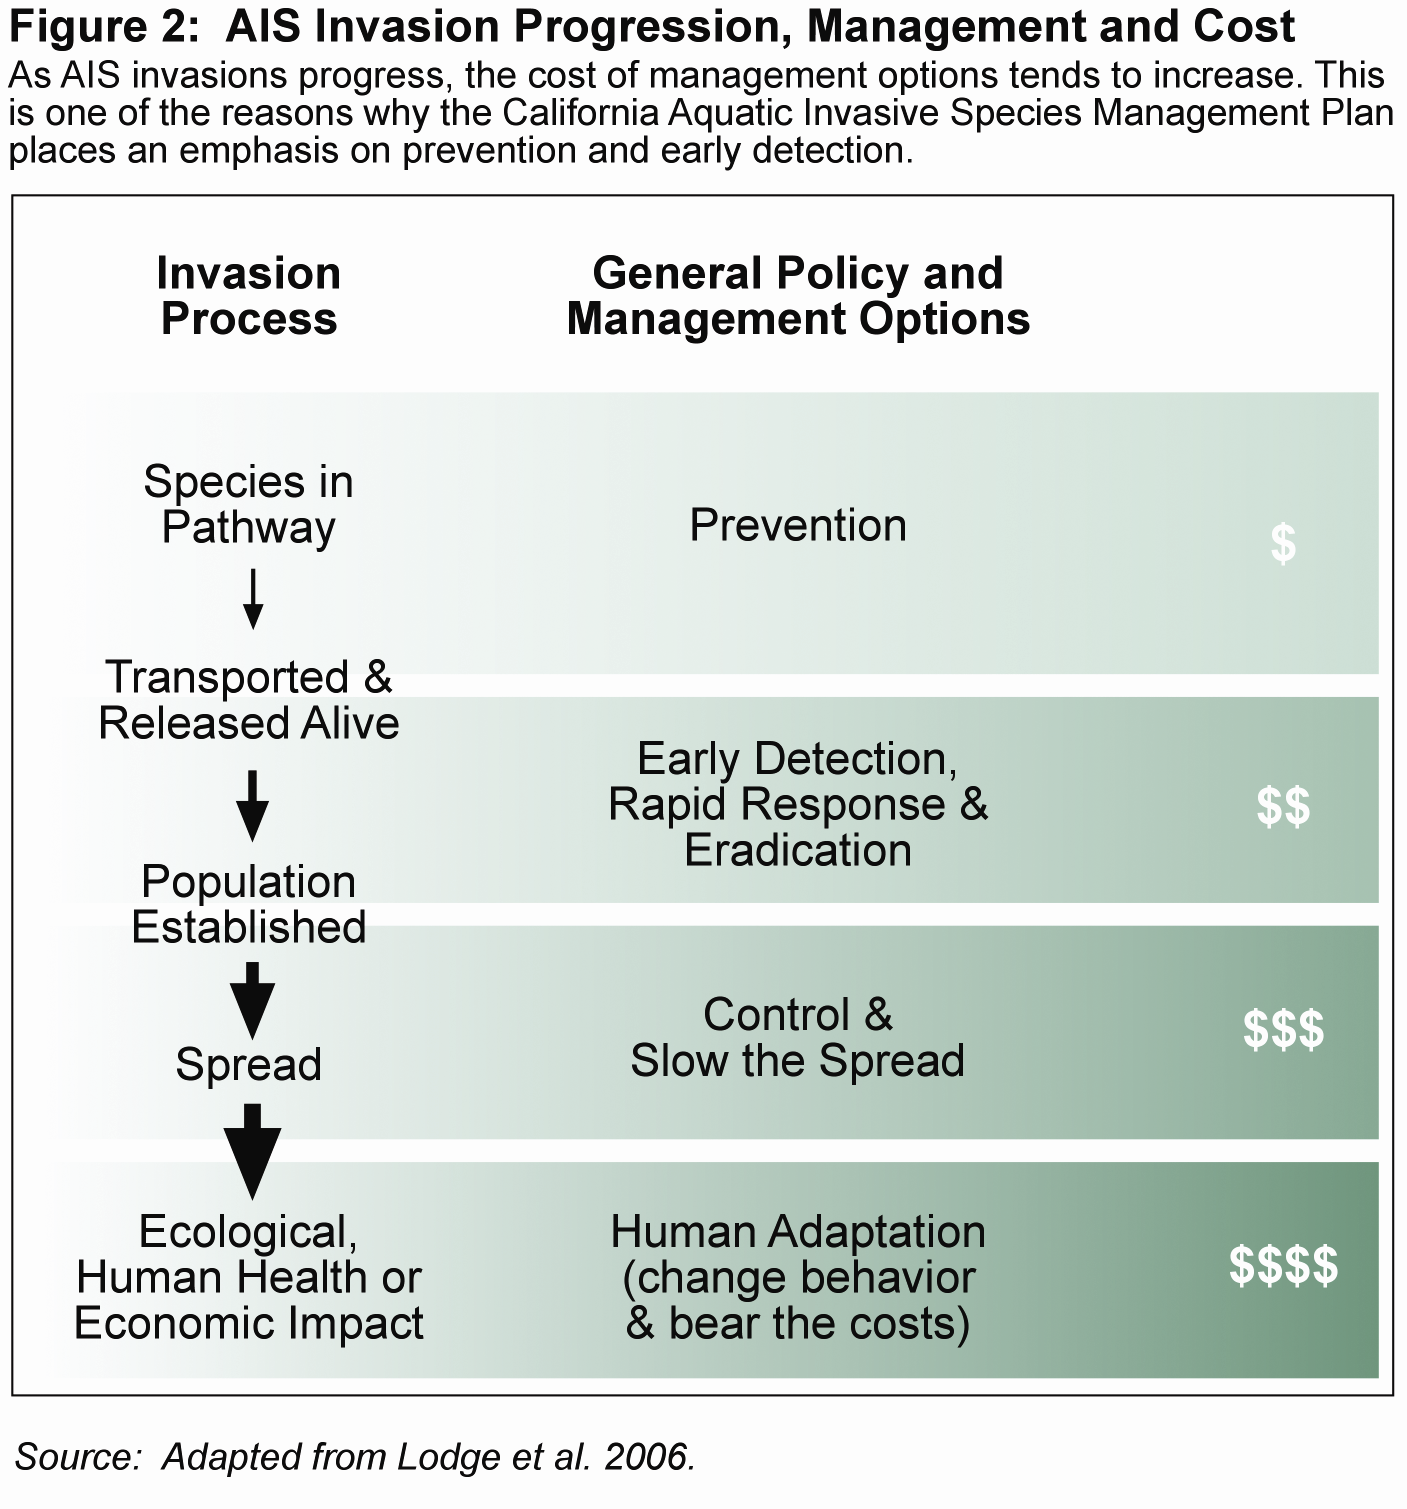 Figure 2:  AIS Invasion Progression, Management and Cost
As AIS invasions progress, the cost of management options tends to increase. This
is one of the reasons why the California Aquatic Invasive Species Management Plan
places an emphasis on prevention and early detection.
Invasion
Process
General Policy and
Management Options
Species in
Pathway
Prevention
$
Transported &
Released Alive
Early Detection,
Rapid Response &
Eradication
$$
Population
Established
Control &
Slow the Spread
$$$
Spread
Ecological,
Human Health or
Economic Impact
Human Adaptation
(change behavior
& bear the costs)
$$$$
Source:  Adapted from Lodge et al. 2006.